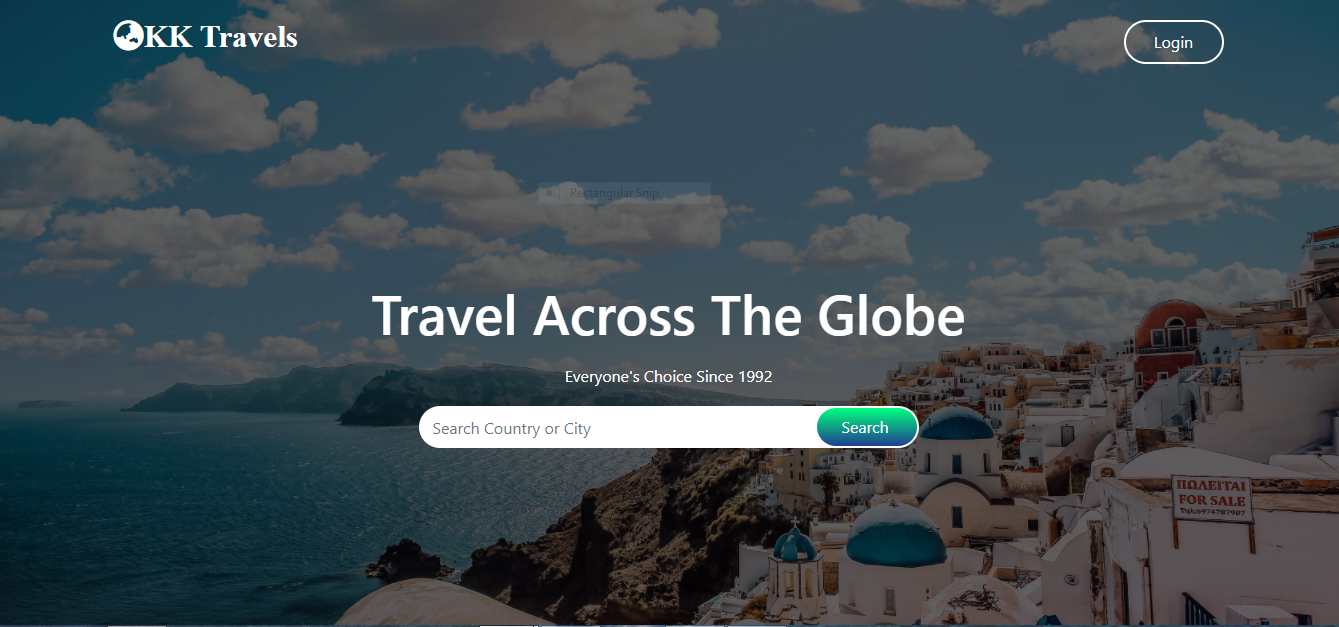 KK Travels
Login
Rectangular Snip
Travel Across The Globe
Everyone's Choice Since 1992
Search Country or City
Search
ΠΩΛΕΙΤΑΙ
FOR SALE
Τηλ:6974787987